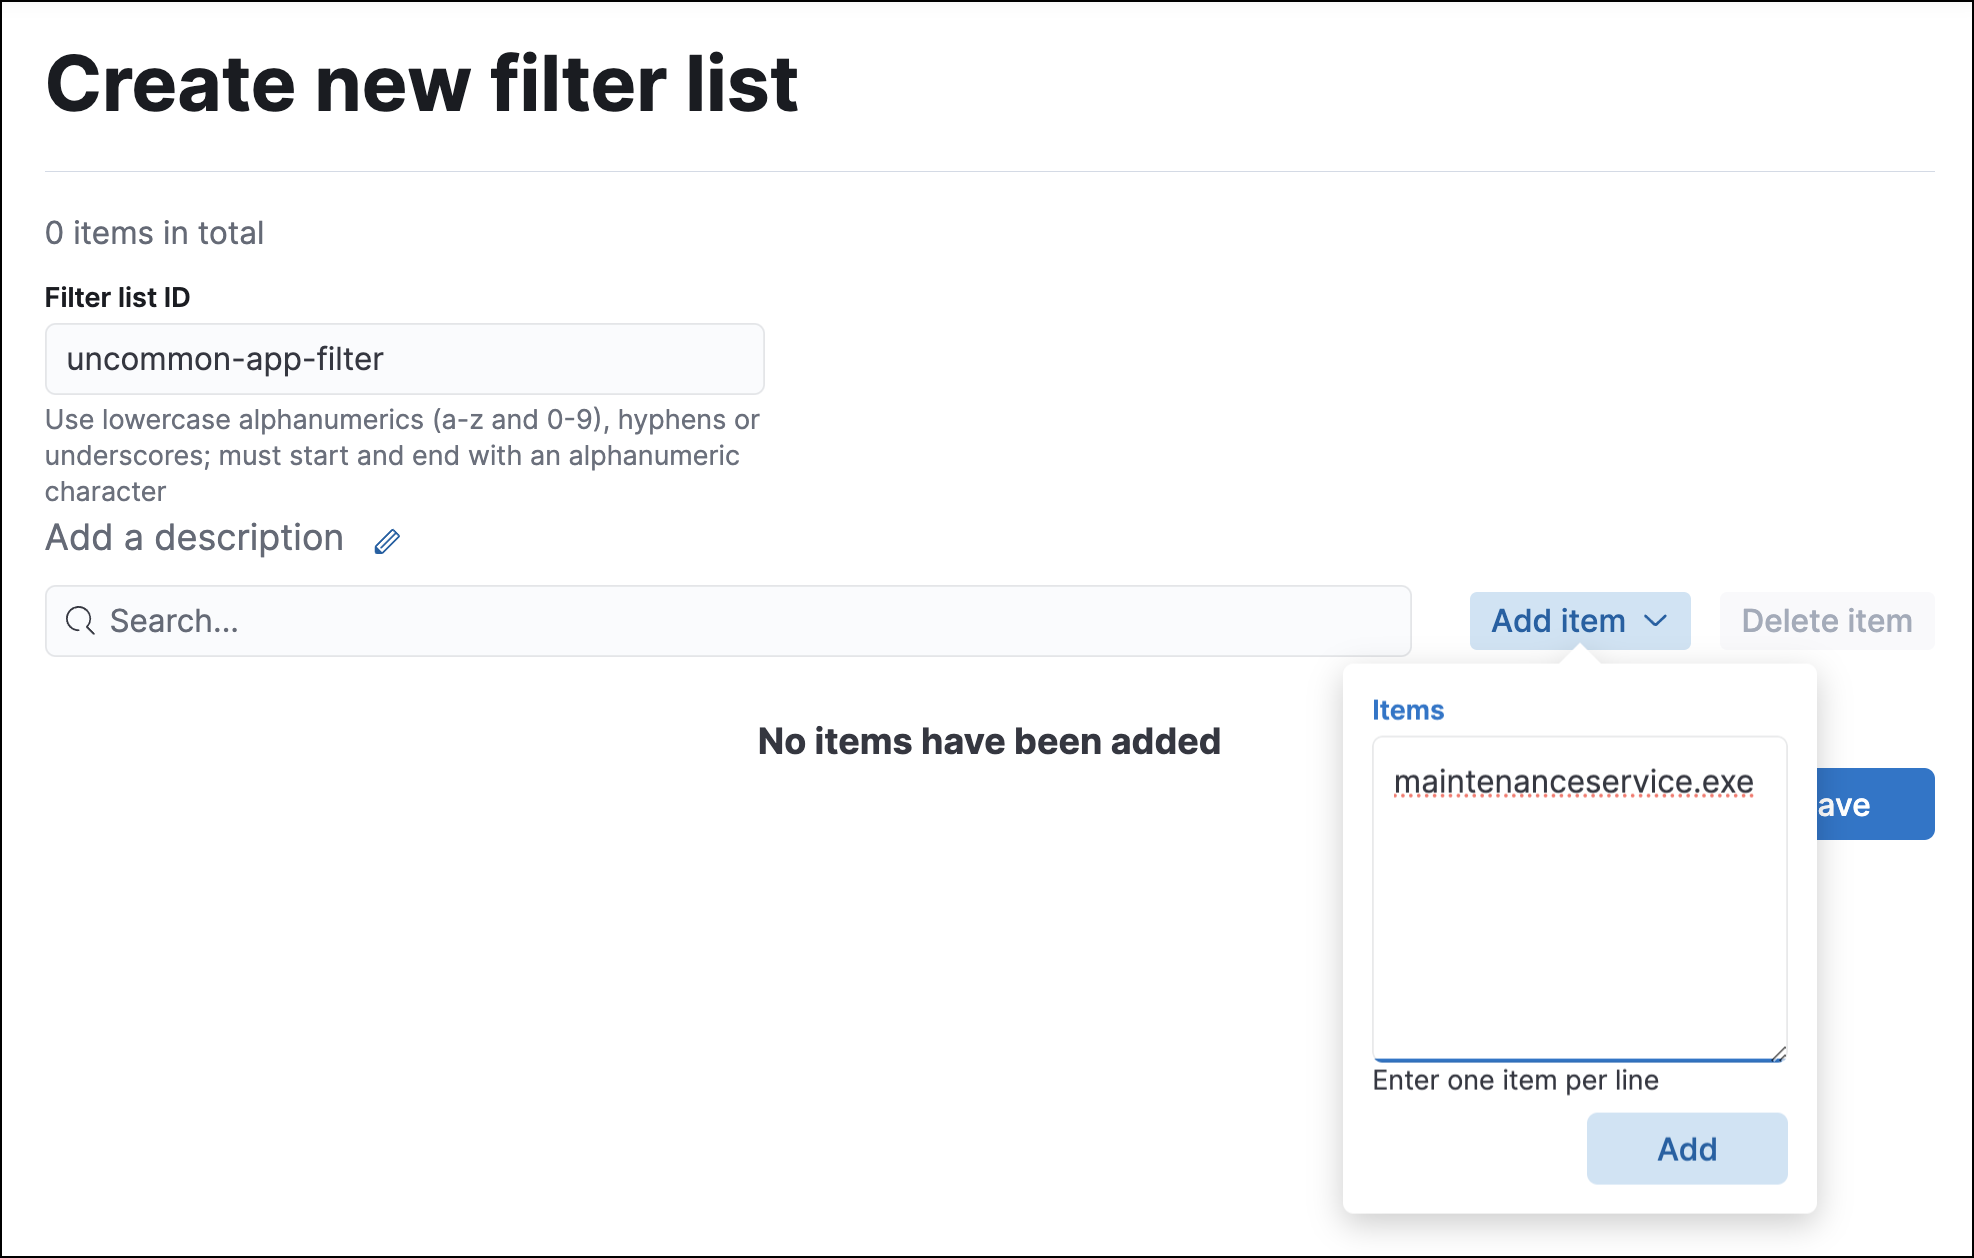 Create new filter list
0 items in total
Filter list ID
uncommon-app-filter
Use lowercase alphanumerics (a-z and 0-9), hyphens or
underscores; must start and end with an alphanumeric
character
Add a description
Search...
Add item
Delete item
No items have been added
Items
maintenanceservice.exe
ave
Enter one item per line
Add